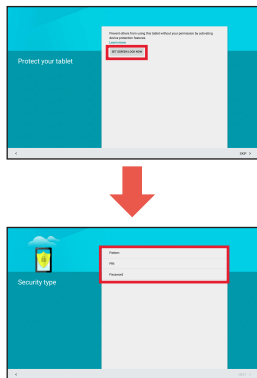 Prevent others from using this tablet without your permission by activating
device protection features.
Learn more
Protect your tablet
SET SCREEN LOCK NOW
<
SKIP >
Security type
Pattern
PIN
Password
<
NEXT >